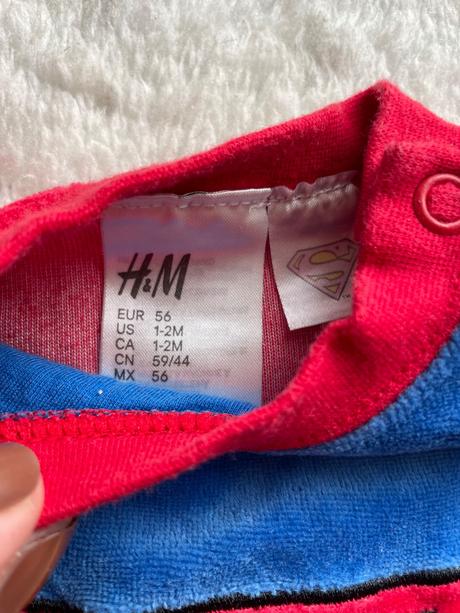 H&M
EUR 56
US 1-2M
CA 1-2M
CN 59/44
MX 56